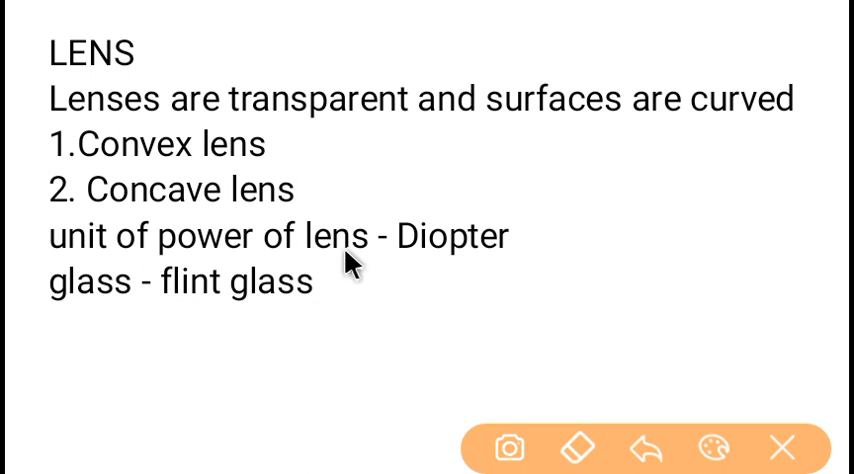 LENS
Lenses are transparent and surfaces are curved
1.Convex lens
2. Concave lens
unit of power of lens - Diopter
glass - flint glass